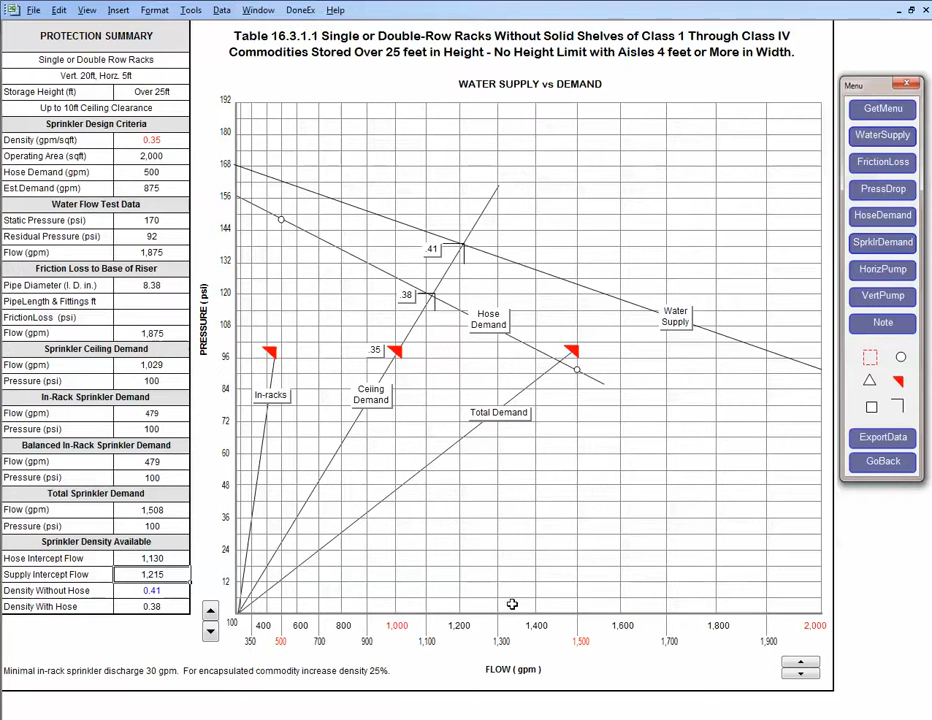 File Edit View Insert Format Tools Data Window DoneEx Help
PROTECTION SUMMARY
Single or Double Row Racks
Vert. 20ft, Horz. 5ft
Storage Height (ft) Over 25ft
Up to 10ft Ceiling Clearance
Sprinkler Design Criteria
Density (gpm/sqft) 0.35
Operating Area (sqft) 2,000
Hose Demand (gpm) 500
Est.Demand (gpm) 875
Water Flow Test Data
Static Pressure (psi) 170
Residual Pressure (psi) 92
Flow (gpm) 1,875
Friction Loss to Base of Riser
Pipe Diameter (I. D. in.) 8.38
PipeLength & Fittings ft
FrictionLoss (psi)
Flow (gpm) 1,875
Sprinkler Ceiling Demand
Flow (gpm) 1,029
Pressure (psi) 100
In-Rack Sprinkler Demand
Flow (gpm) 479
Pressure (psi) 100
Balanced In-Rack Sprinkler Demand
Flow (gpm) 479
Pressure (psi) 100
Total Sprinkler Demand
Flow (gpm) 1,508
Pressure (psi) 100
Sprinkler Density Available
Hose Intercept Flow 1,130
Supply Intercept Flow 1,215
Density Without Hose 0.41
Density With Hose 0.38
Minimal in-rack sprinkler discharge 30 gpm. For encapsulated commodity increase density 25%.
Table 16.3.1.1 Single or Double-Row Racks Without Solid Shelves of Class 1 Through Class IV
Commodities Stored Over 25 feet in Height - No Height Limit with Aisles 4 feet or More in Width.
WATER SUPPLY vs DEMAND
PRESSURE ( psi)
192
180
168
156
144
132
120
108
96
84
72
60
48
36
24
12
.41
.38
.35
Hose
Demand
Water
Supply
In-racks
Ceiing
Demand
Total Demand
100 400 600 800 1,000 1,200 1,400 1,600 1,800 2,000
350 500 700 900 1,100 1,300 1,500 1,700 1,900
FLOW ( gpm)
Menu
GetMenu
WaterSupply
FrictionLoss
PressDrop
HoseDemand
SprklrDemand
HorizPump
VertPump
Note
ExportData
GoBack